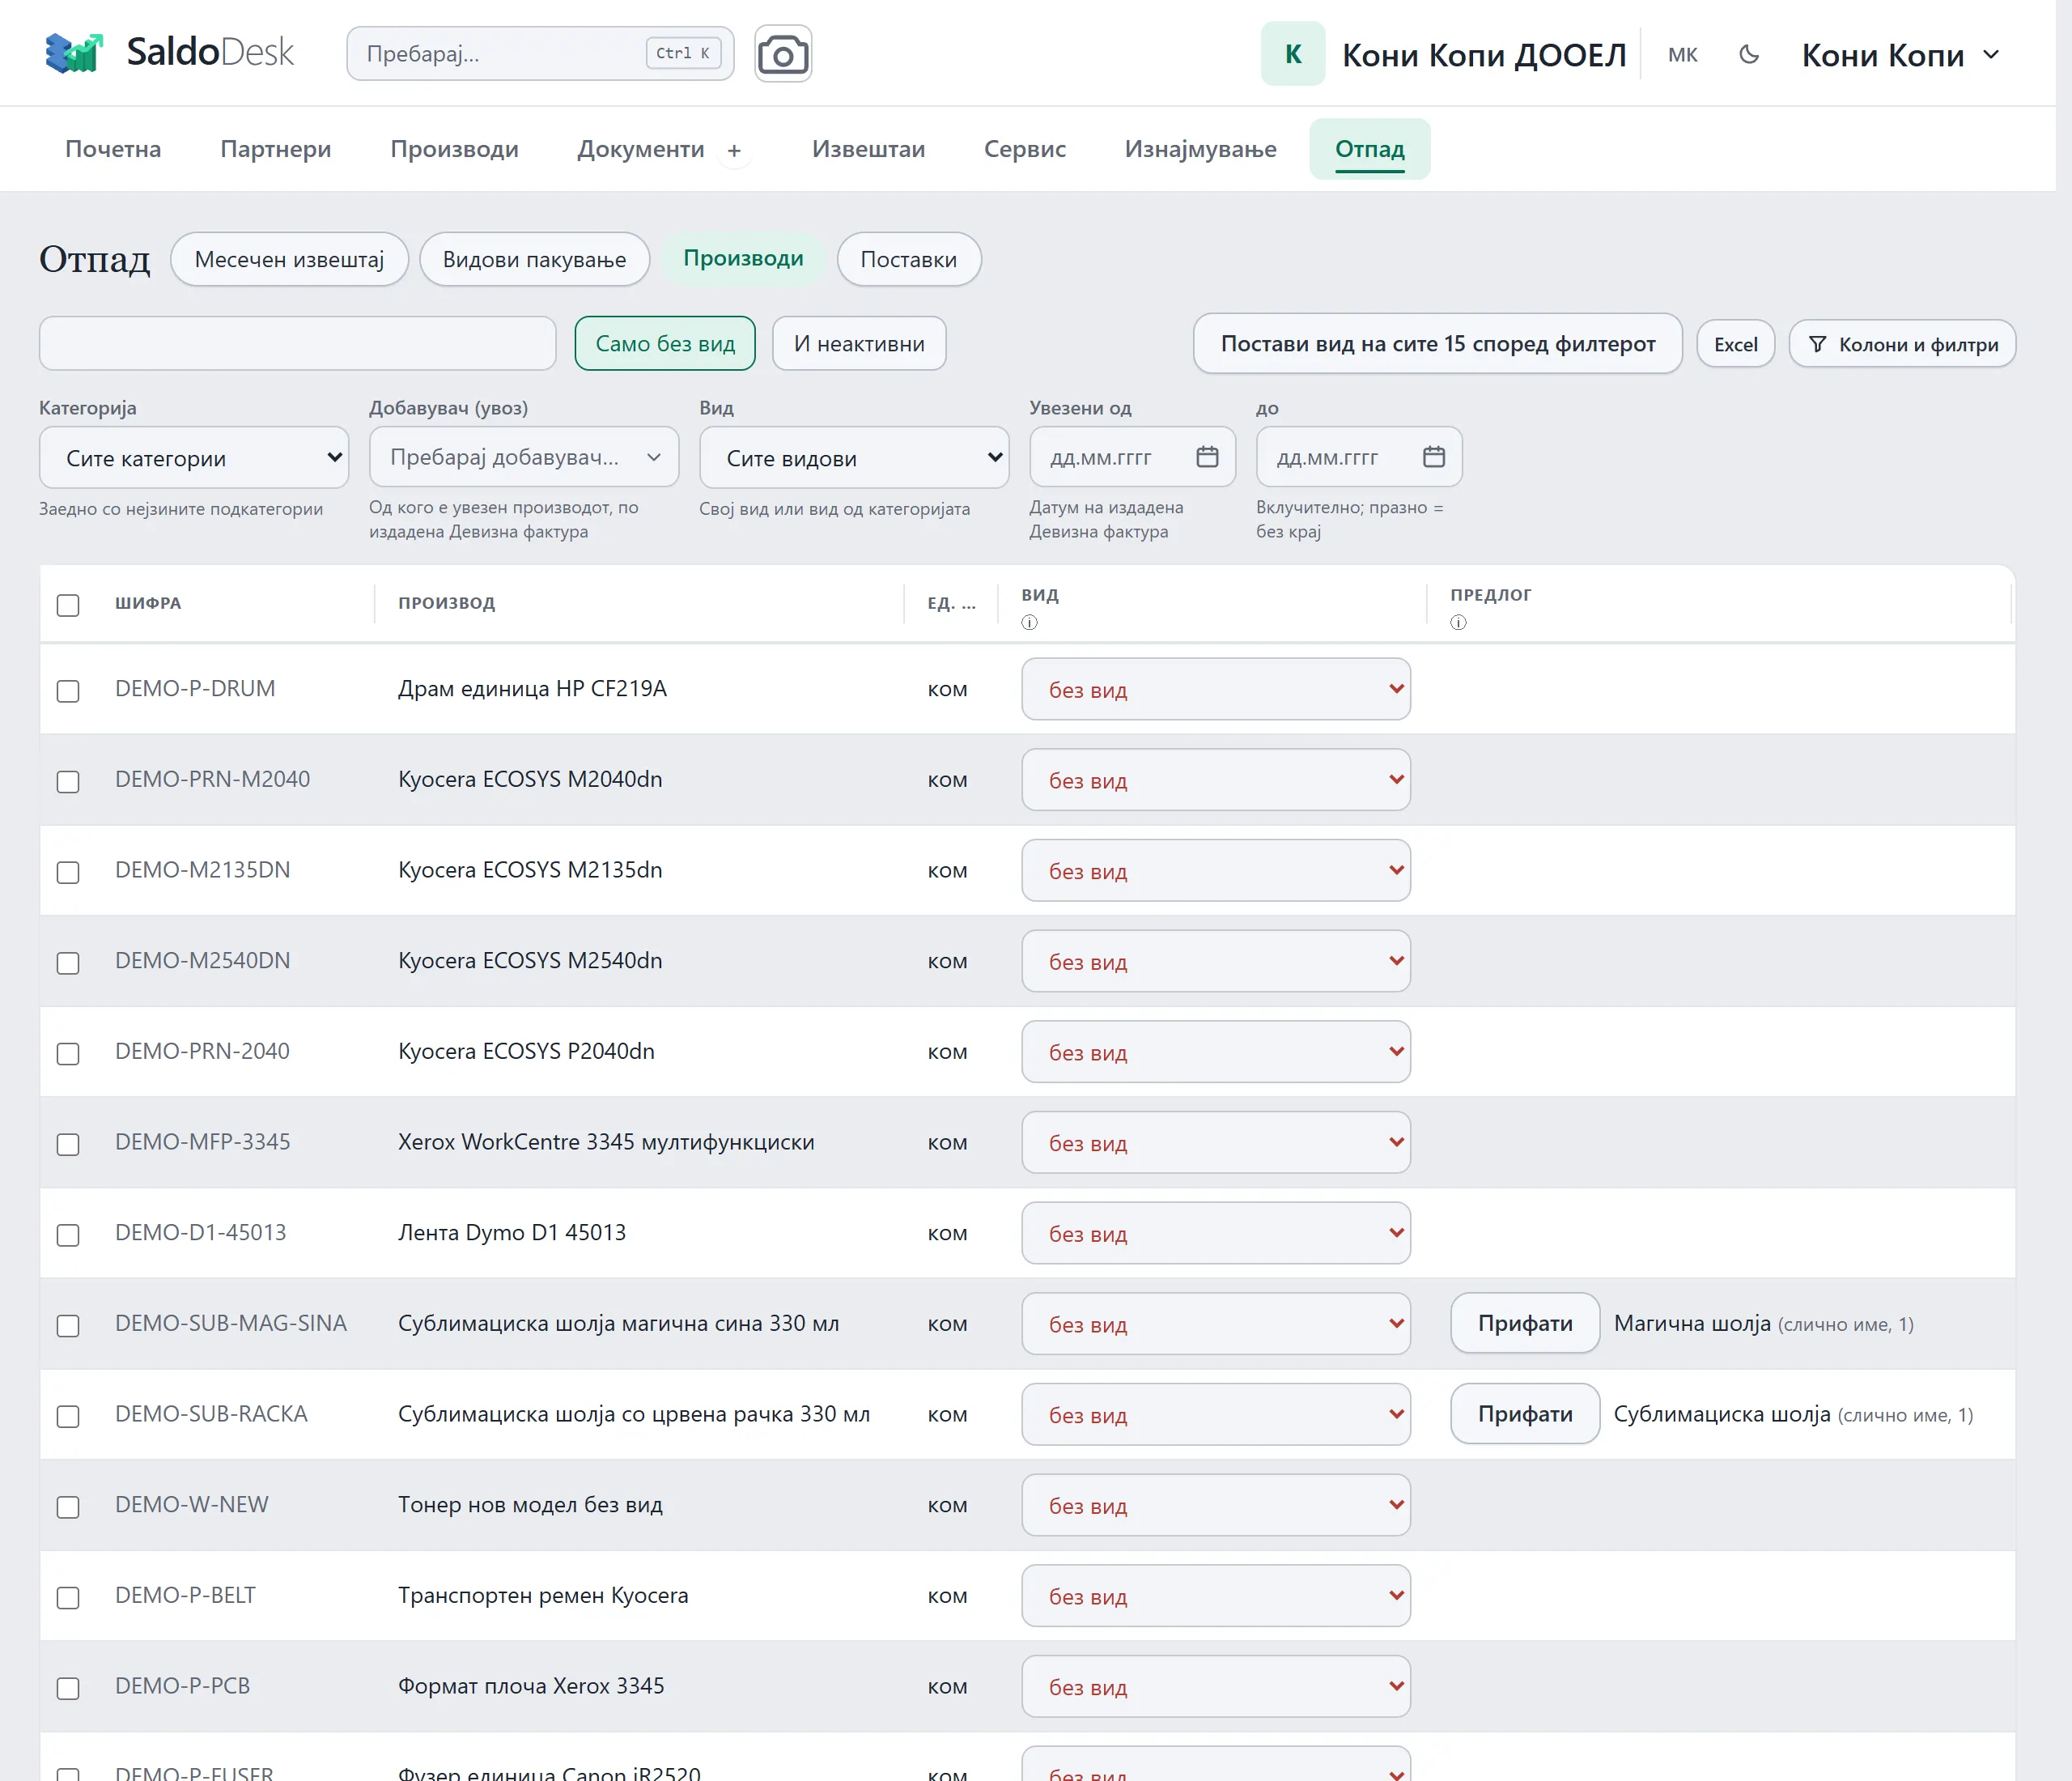 SaldoDesk
Пребарај... Ctrl K
К Кони Копи ДООЕЛ МК Кони Копи
Почетна Партнери Производи Документи + Извештаи Сервис Изнајмување Отпад
Отпад Месечен извештај Видови пакување Производи Поставки
Само без вид И неактивни Постави вид на сите 15 според филтерот Excel Колони и филтри
Категорија Добавувач (увоз) Вид Увезени од до
Сите категории Пребарај добавувач... Сите видови дд.мм.гггг дд.мм.гггг
Заедно со нејзините подкатегории Од кого е увезен производот, по Свој вид или вид од категоријата Датум на издадена Вклучително; празно =
издадена Девизна фактура Девизна фактура без крај
ШИФРА ПРОИЗВОД ЕД. ... ВИД ПРЕДЛОГ
DEMO-P-DRUM Драм единица HP CF219A ком без вид
DEMO-PRN-M2040 Kyocera ECOSYS M2040dn ком без вид
DEMO-M2135DN Kyocera ECOSYS M2135dn ком без вид
DEMO-M2540DN Kyocera ECOSYS M2540dn ком без вид
DEMO-PRN-2040 Kyocera ECOSYS P2040dn ком без вид
DEMO-MFP-3345 Xerox WorkCentre 3345 мултифункциски ком без вид
DEMO-D1-45013 Лента Dymo D1 45013 ком без вид
DEMO-SUB-MAG-SINA Сублимациска шолја магична сина 330 мл ком без вид Прифати Магична шолја (слично име, 1)
DEMO-SUB-RACKA Сублимациска шолја со црвена рачка 330 мл ком без вид Прифати Сублимациска шолја (слично име, 1)
DEMO-W-NEW Тонер нов модел без вид ком без вид
DEMO-P-BELT Транспортен ремен Kyocera ком без вид
DEMO-P-PCB Формат плоча Xerox 3345 ком без вид
DEMO-P-FUSER Фузер единица Canon iR2520 ком без вид